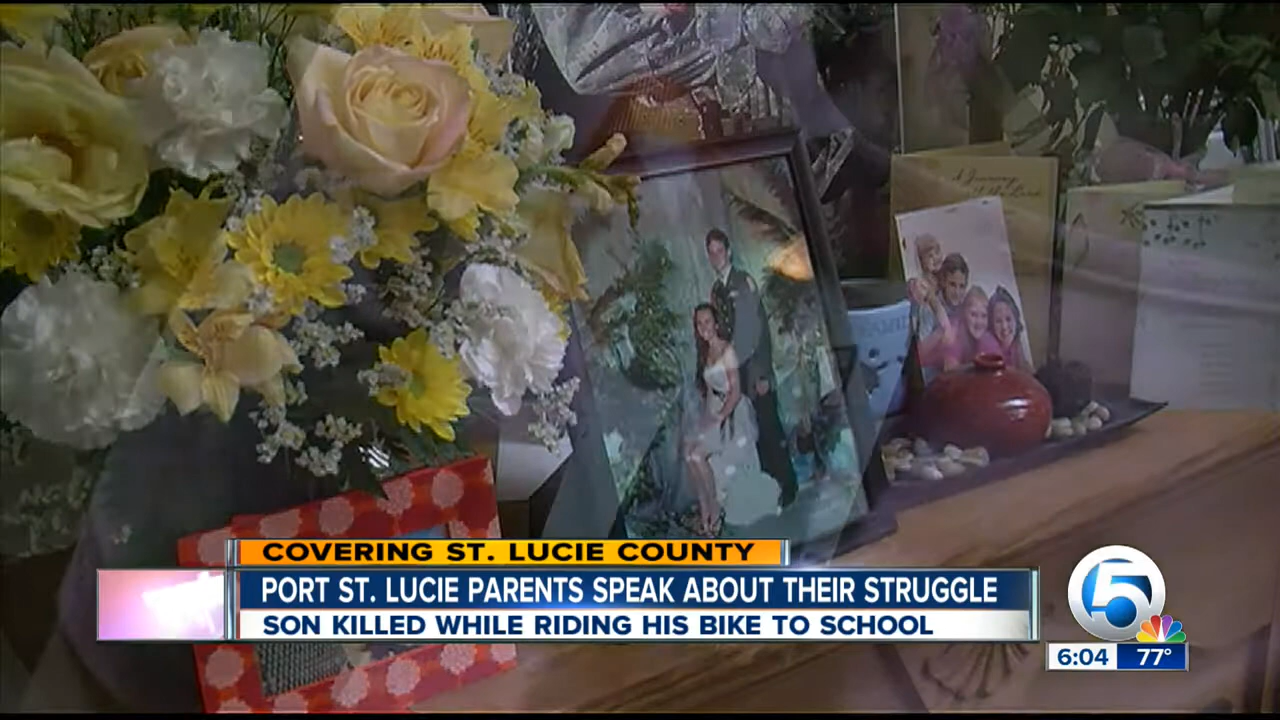 COVERING ST. LUCIE COUNTY
PORT ST. LUCIE PARENTS SPEAK ABOUT THEIR STRUGGLE
SON KILLED WHILE RIDING HIS BIKE TO SCHOOL
5
6:04 77°